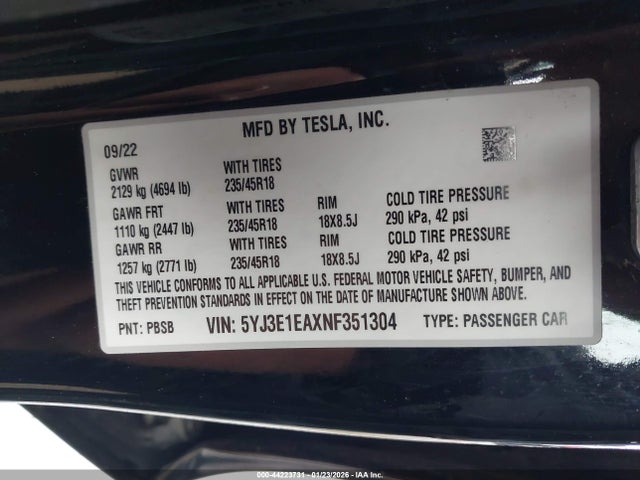 MFD BY TESLA, INC.
09/22
GVWR WITH TIRES
2129 kg (4694 lb) 235/45R18
GAWR FRT WITH TIRES RIM COLD TIRE PRESSURE
1110 kg (2447 lb) 235/45R18 18X8.5J 290 kPa, 42 psi
GAWR RR WITH TIRES RIM COLD TIRE PRESSURE
1257 kg (2771 lb) 235/45R18 18X8.5J 290 kPa, 42 psi
THIS VEHICLE CONFORMS TO ALL APPLICABLE U.S. FEDERAL MOTOR VEHICLE SAFETY, BUMPER, AND
THEFT PREVENTION STANDARDS IN EFFECT ON THE DATE OF MANUFACTURE SHOWN ABOVE.
PNT: PBSB VIN: 5YJ3E1EAXNF351304 TYPE: PASSENGER CAR
000-44223731 - 01/23/2026 - IAA Inc.